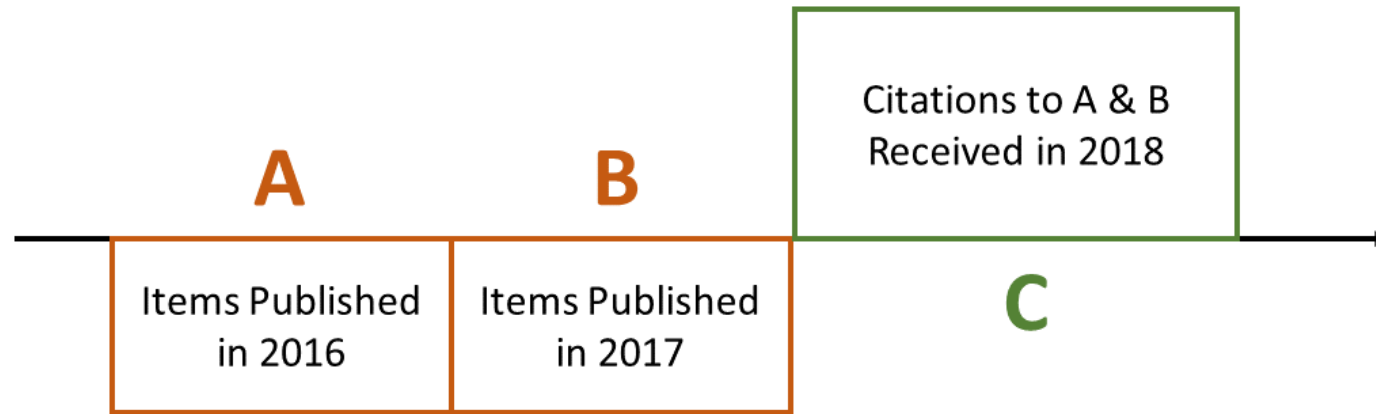 Citations to A & B
Received in 2018
A
B
Items Published
in 2016
Items Published
in 2017
C